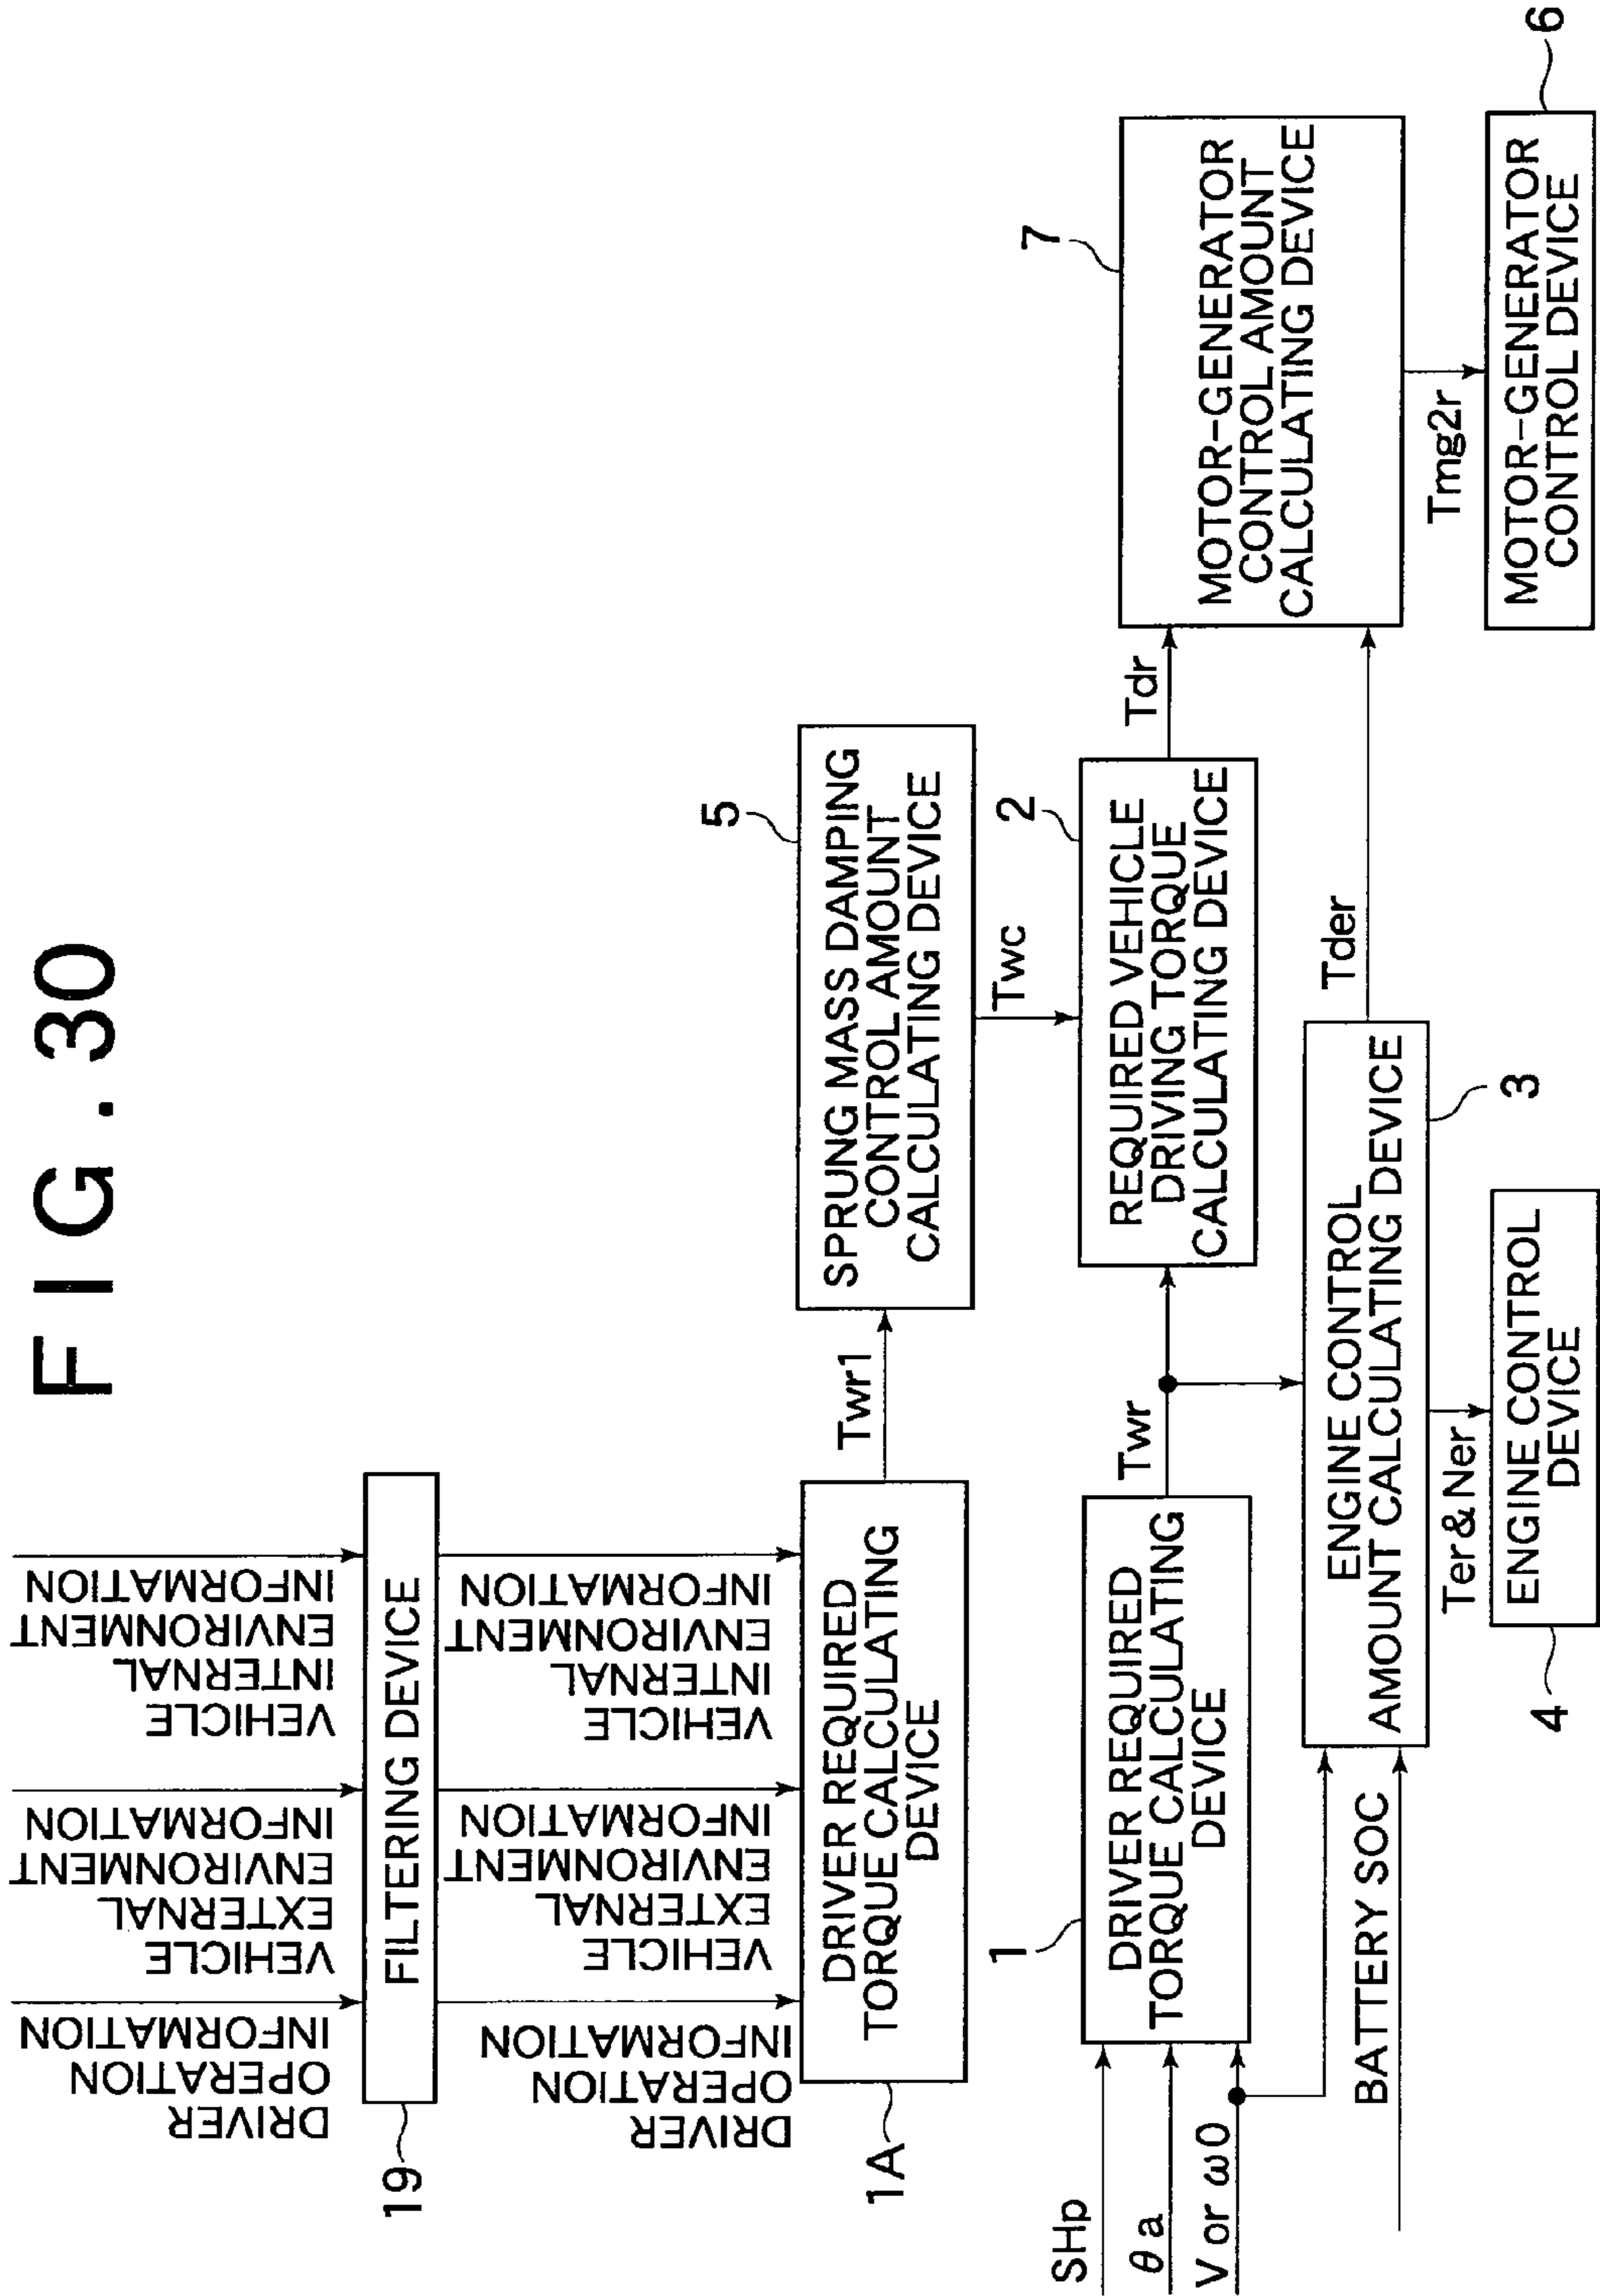 FIG. 30
DRIVER
OPERATION
INFORMATION
VEHICLE
EXTERNAL
ENVIRONMENT
INFORMATION
VEHICLE
INTERNAL
ENVIRONMENT
INFORMATION
19
FILTERING DEVICE
DRIVER
OPERATION
INFORMATION
VEHICLE
EXTERNAL
ENVIRONMENT
INFORMATION
VEHICLE
INTERNAL
ENVIRONMENT
INFORMATION
1A
DRIVER REQUIRED
TORQUE CALCULATING
DEVICE
Twr1
5
SPRUNG MASS DAMPING
CONTROL AMOUNT
CALCULATING DEVICE
Twc
SHp
θa
V or ω0
1
DRIVER REQUIRED
TORQUE CALCULATING
DEVICE
Twr
2
REQUIRED VEHICLE
DRIVING TORQUE
CALCULATING DEVICE
Tdr
7
MOTOR-GENERATOR
CONTROL AMOUNT
CALCULATING DEVICE
BATTERY SOC
ENGINE CONTROL
AMOUNT CALCULATING DEVICE
3
Tder
Ter&Ner
Tmg2r
4
ENGINE CONTROL
DEVICE
MOTOR-GENERATOR
CONTROL DEVICE
6